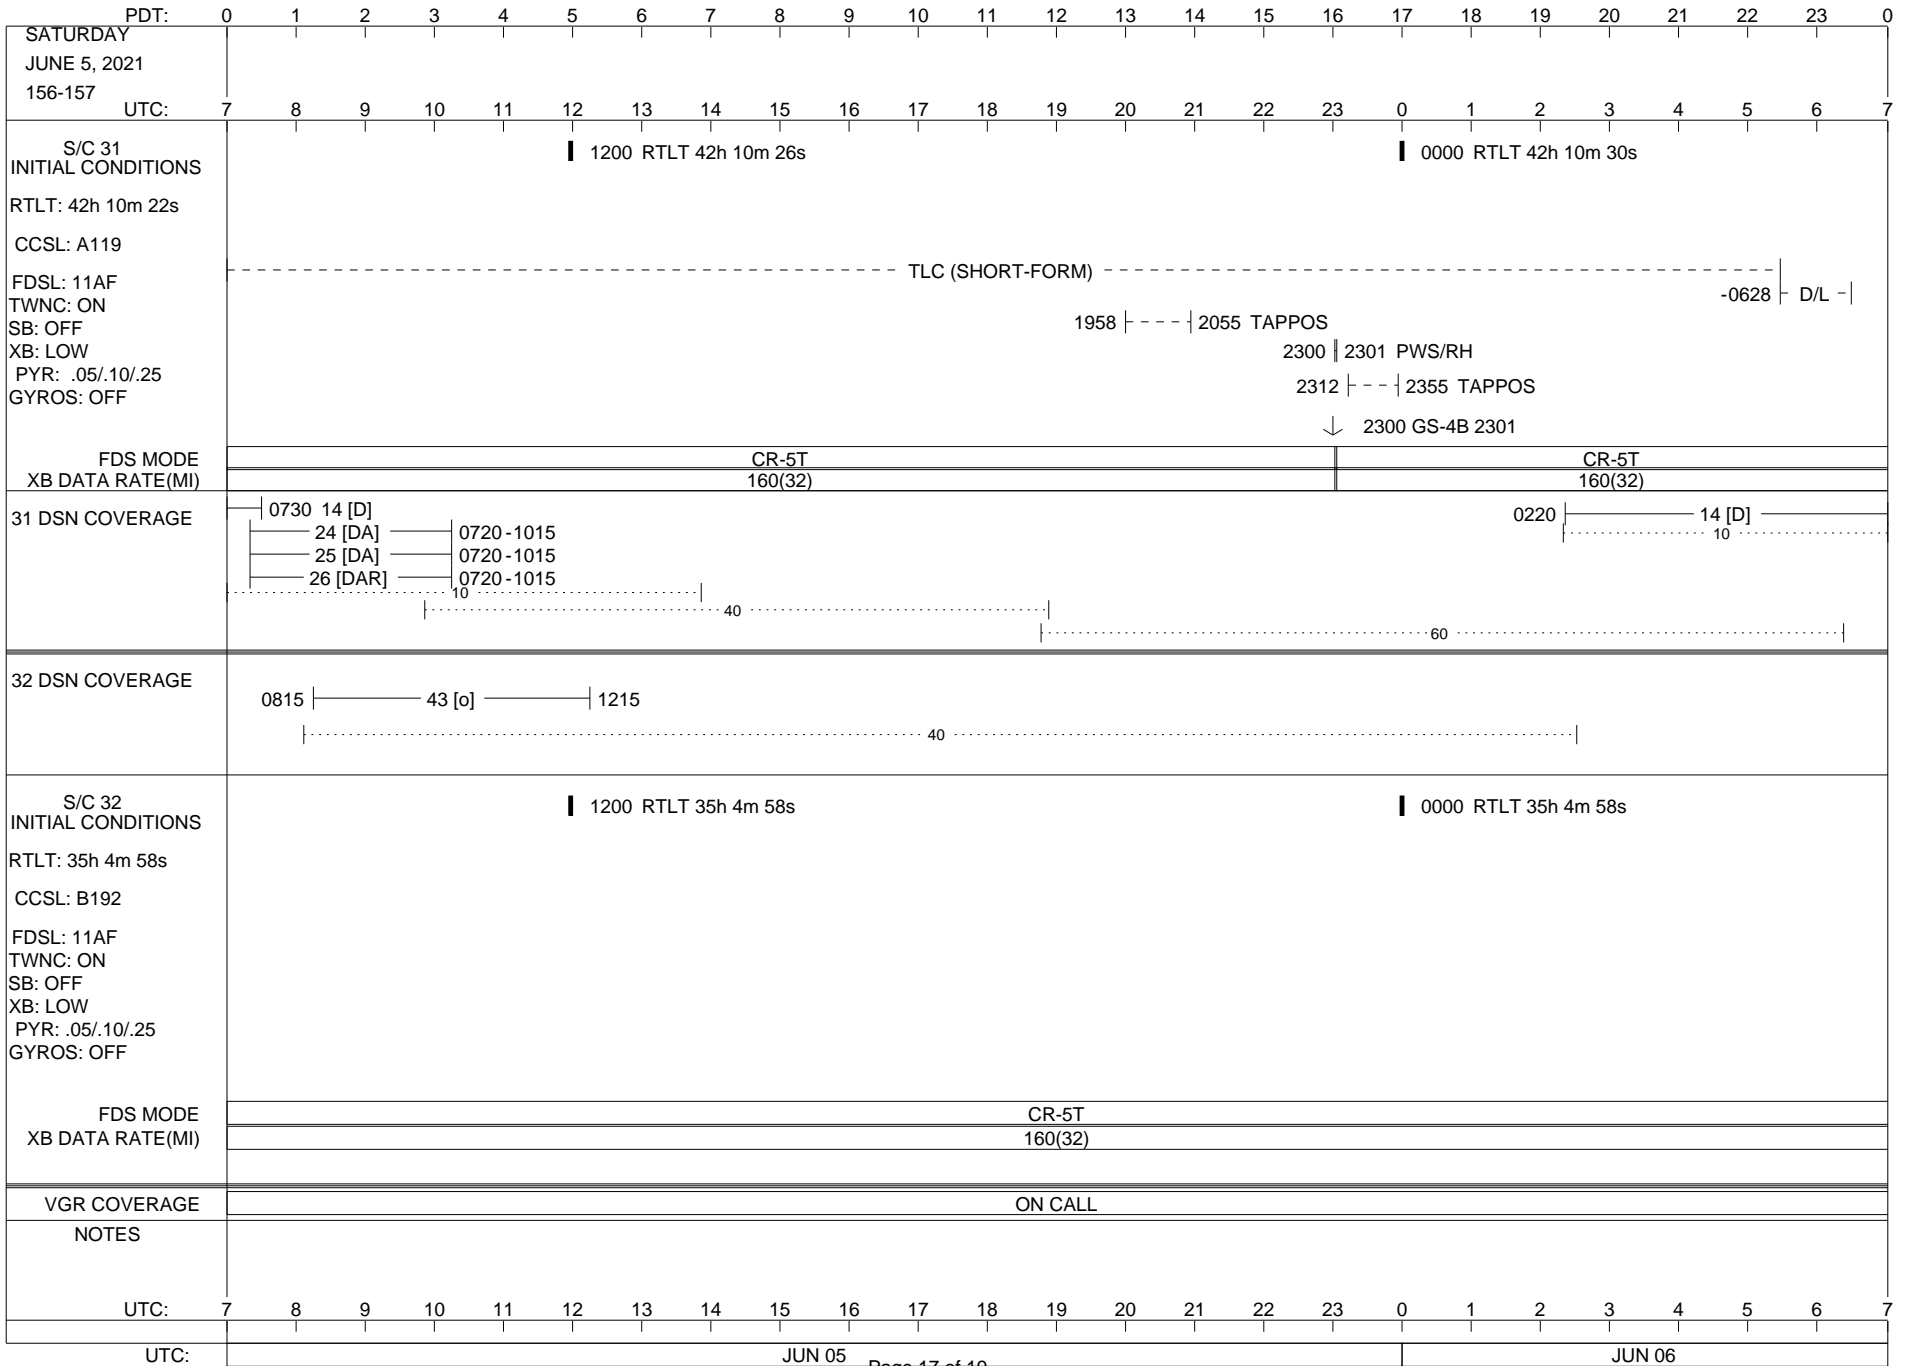 PDT: 0 1 2 3 4 5 6 7 8 9 10 11 12 13 14 15 16 17 18 19 20 21 22 23 0
SATURDAY
JUNE 5, 2021
156-157
UTC: 7 8 9 10 11 12 13 14 15 16 17 18 19 20 21 22 23 0 1 2 3 4 5 6 7
S/C 31
INITIAL CONDITIONS
1200 RTLT 42h 10m 26s
0000 RTLT 42h 10m 30s
RTLT: 42h 10m 22s
CCSL: A119
TLC (SHORT-FORM)
FDSL: 11AF
-0628 D/L
TWNC: ON
1958 2055 TAPPOS
SB: OFF
XB: LOW
2300 2301 PWS/RH
PYR: .05/.10/.25
2312 2355 TAPPOS
GYROS: OFF
2300 GS-4B 2301
FDS MODE CR-5T CR-5T
XB DATA RATE(MI) 160(32) 160(32)
31 DSN COVERAGE
0730 14 [D]
0220 14 [D]
24 [DA] 0720-1015
10
25 [DA] 0720-1015
26 [DAR] 0720-1015
10
40
60
32 DSN COVERAGE
0815 43 [o] 1215
40
S/C 32
INITIAL CONDITIONS
1200 RTLT 35h 4m 58s
0000 RTLT 35h 4m 58s
RTLT: 35h 4m 58s
CCSL: B192
FDSL: 11AF
TWNC: ON
SB: OFF
XB: LOW
PYR: .05/.10/.25
GYROS: OFF
FDS MODE CR-5T
XB DATA RATE(MI) 160(32)
VGR COVERAGE ON CALL
NOTES
UTC: 7 8 9 10 11 12 13 14 15 16 17 18 19 20 21 22 23 0 1 2 3 4 5 6 7
UTC: JUN 05 JUN 06
Page 17 of 19